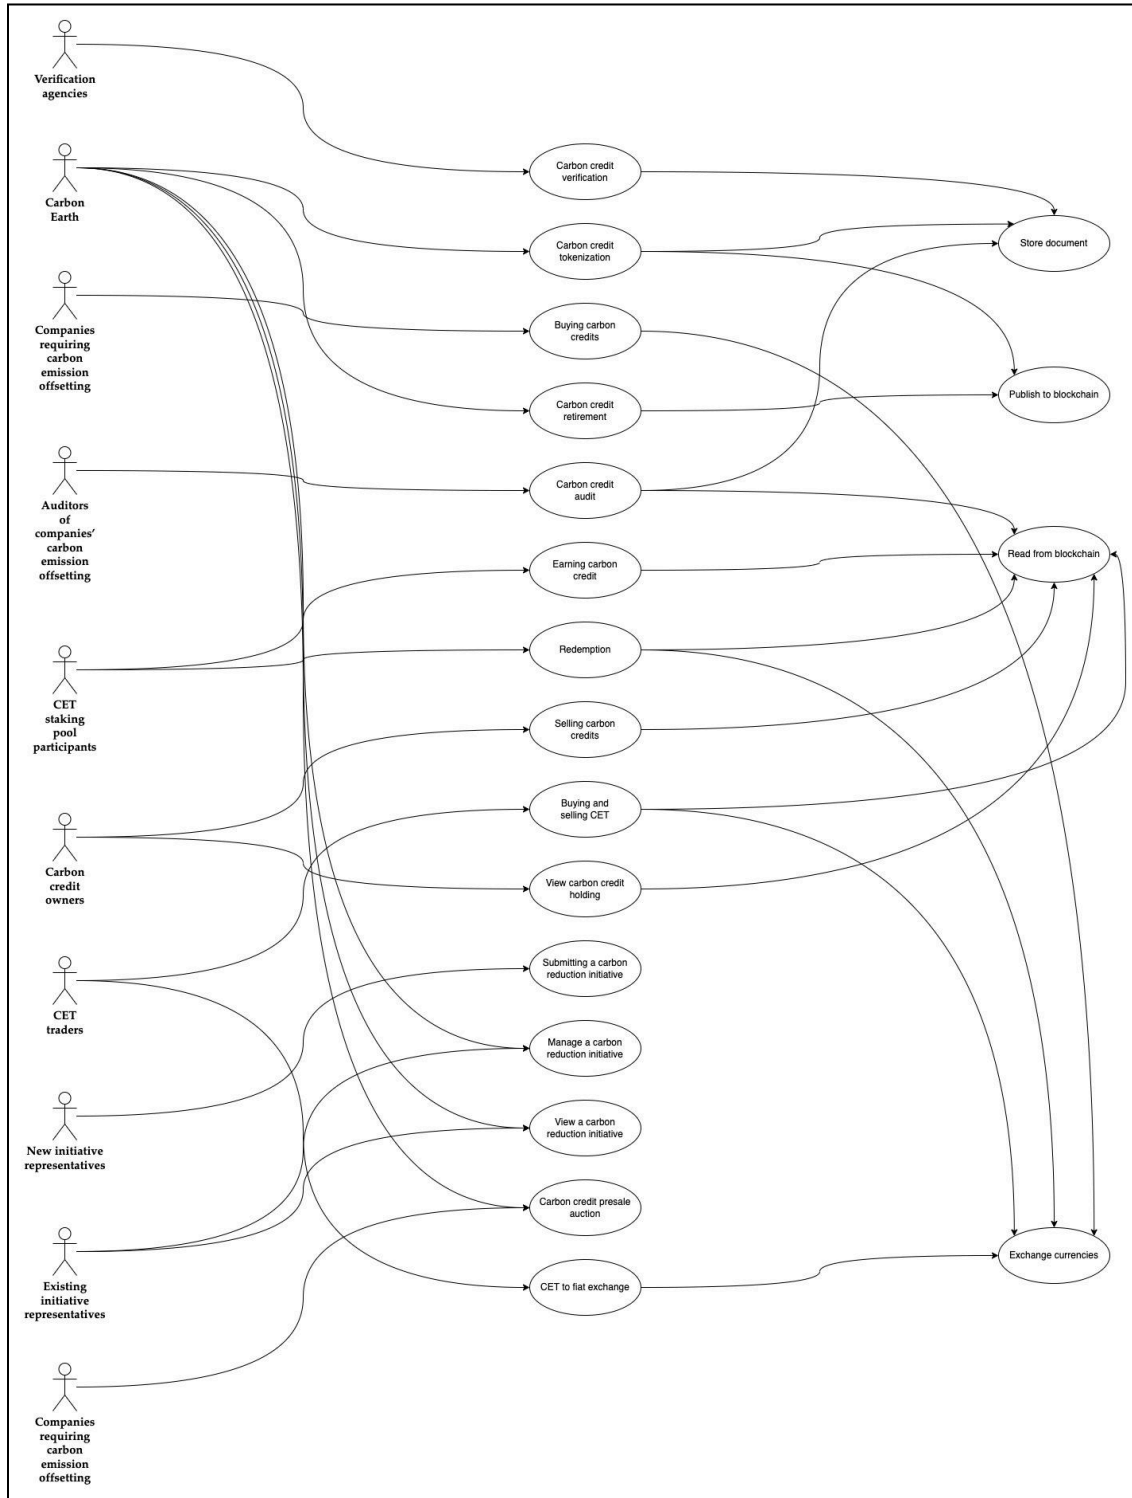 Verification
agencies
Carbon
Earth
Companies
requiring
carbon
emission
offsetting
Auditors
of
companies’
carbon
emission
offsetting
CET
staking
pool
participants
Carbon
credit
owners
CET
traders
New initiative
representatives
Existing
initiative
representatives
Companies
requiring
carbon
emission
offsetting
Carbon credit
verification
Carbon credit
tokenization
Buying carbon
credits
Carbon credit
retirement
Carbon credit
audit
Earning carbon
credit
Redemption
Selling carbon
credits
Buying and
selling CET
View carbon credit
holding
Submitting a carbon
reduction initiative
Manage a carbon
reduction initiative
View a carbon
reduction initiative
Carbon credit presale
auction
CET to fiat exchange
Store document
Publish to blockchain
Read from blockchain
Exchange currencies